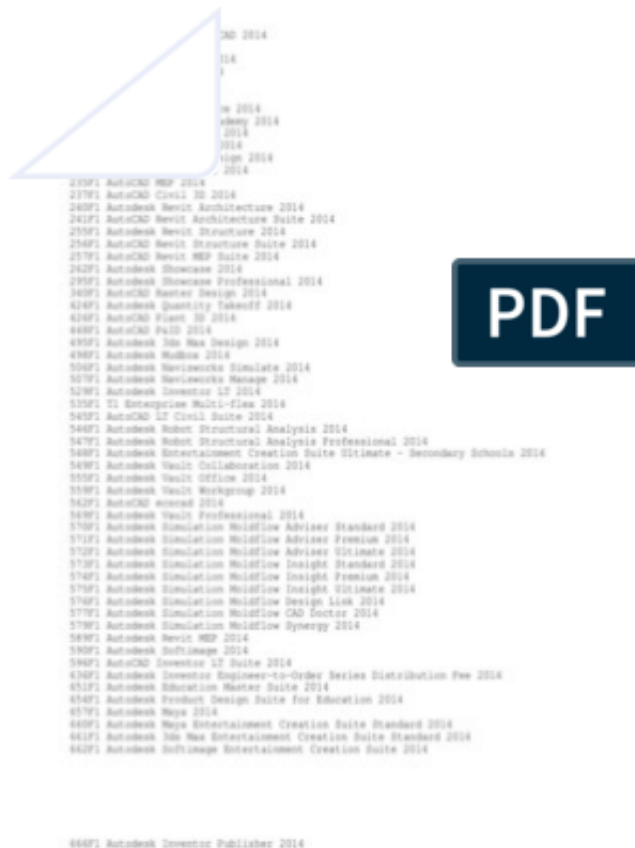 CAD 2014
014
2014
ademy 2014
2014
2014
sign 2014
2014
235F1 AutoCAD MEP 2014
237F1 AutoCAD Civil 3D 2014
240F1 Autodesk Revit Architecture 2014
241F1 AutoCAD Revit Architecture Suite 2014
255F1 Autodesk Revit Structure 2014
256F1 AutoCAD Revit Structure Suite 2014
257F1 AutoCAD Revit MEP Suite 2014
262F1 Autodesk Showcase 2014
295F1 Autodesk Showcase Professional 2014
340F1 AutoCAD Raster Design 2014
PDF
424F1 Autodesk Quantity Takeoff 2014
426F1 AutoCAD Plant 3D 2014
448F1 AutoCAD P&ID 2014
495F1 Autodesk 3ds Max Design 2014
498F1 Autodesk Mudbox 2014
506F1 Autodesk Navisworks Simulate 2014
507F1 Autodesk Navisworks Manage 2014
529F1 Autodesk Inventor LT 2014
535F1 T1 Enterprise Multi-flex 2014
545F1 AutoCAD LT Civil Suite 2014
546F1 Autodesk Robot Structural Analysis 2014
547F1 Autodesk Robot Structural Analysis Professional 2014
548F1 Autodesk Entertainment Creation Suite Ultimate - Secondary Schools 2014
549F1 Autodesk Vault Collaboration 2014
555F1 Autodesk Vault Office 2014
559F1 Autodesk Vault Workgroup 2014
562F1 AutoCAD ecscad 2014
569F1 Autodesk Vault Professional 2014
570F1 Autodesk Simulation Moldflow Adviser Standard 2014
571F1 Autodesk Simulation Moldflow Adviser Premium 2014
572F1 Autodesk Simulation Moldflow Adviser Ultimate 2014
573F1 Autodesk Simulation Moldflow Insight Standard 2014
574F1 Autodesk Simulation Moldflow Insight Premium 2014
575F1 Autodesk Simulation Moldflow Insight Ultimate 2014
576F1 Autodesk Simulation Moldflow Design Link 2014
577F1 Autodesk Simulation Moldflow CAD Doctor 2014
579F1 Autodesk Simulation Moldflow Synergy 2014
589F1 Autodesk Revit MEP 2014
590F1 Autodesk Softimage 2014
596F1 AutoCAD Inventor LT Suite 2014
636F1 Autodesk Inventor Engineer-to-Order Series Distribution Fee 2014
651F1 Autodesk Education Master Suite 2014
654F1 Autodesk Product Design Suite for Education 2014
657F1 Autodesk Maya 2014
660F1 Autodesk Maya Entertainment Creation Suite Standard 2014
661F1 Autodesk 3ds Max Entertainment Creation Suite Standard 2014
662F1 Autodesk Softimage Entertainment Creation Suite 2014
666F1 Autodesk Inventor Publisher 2014